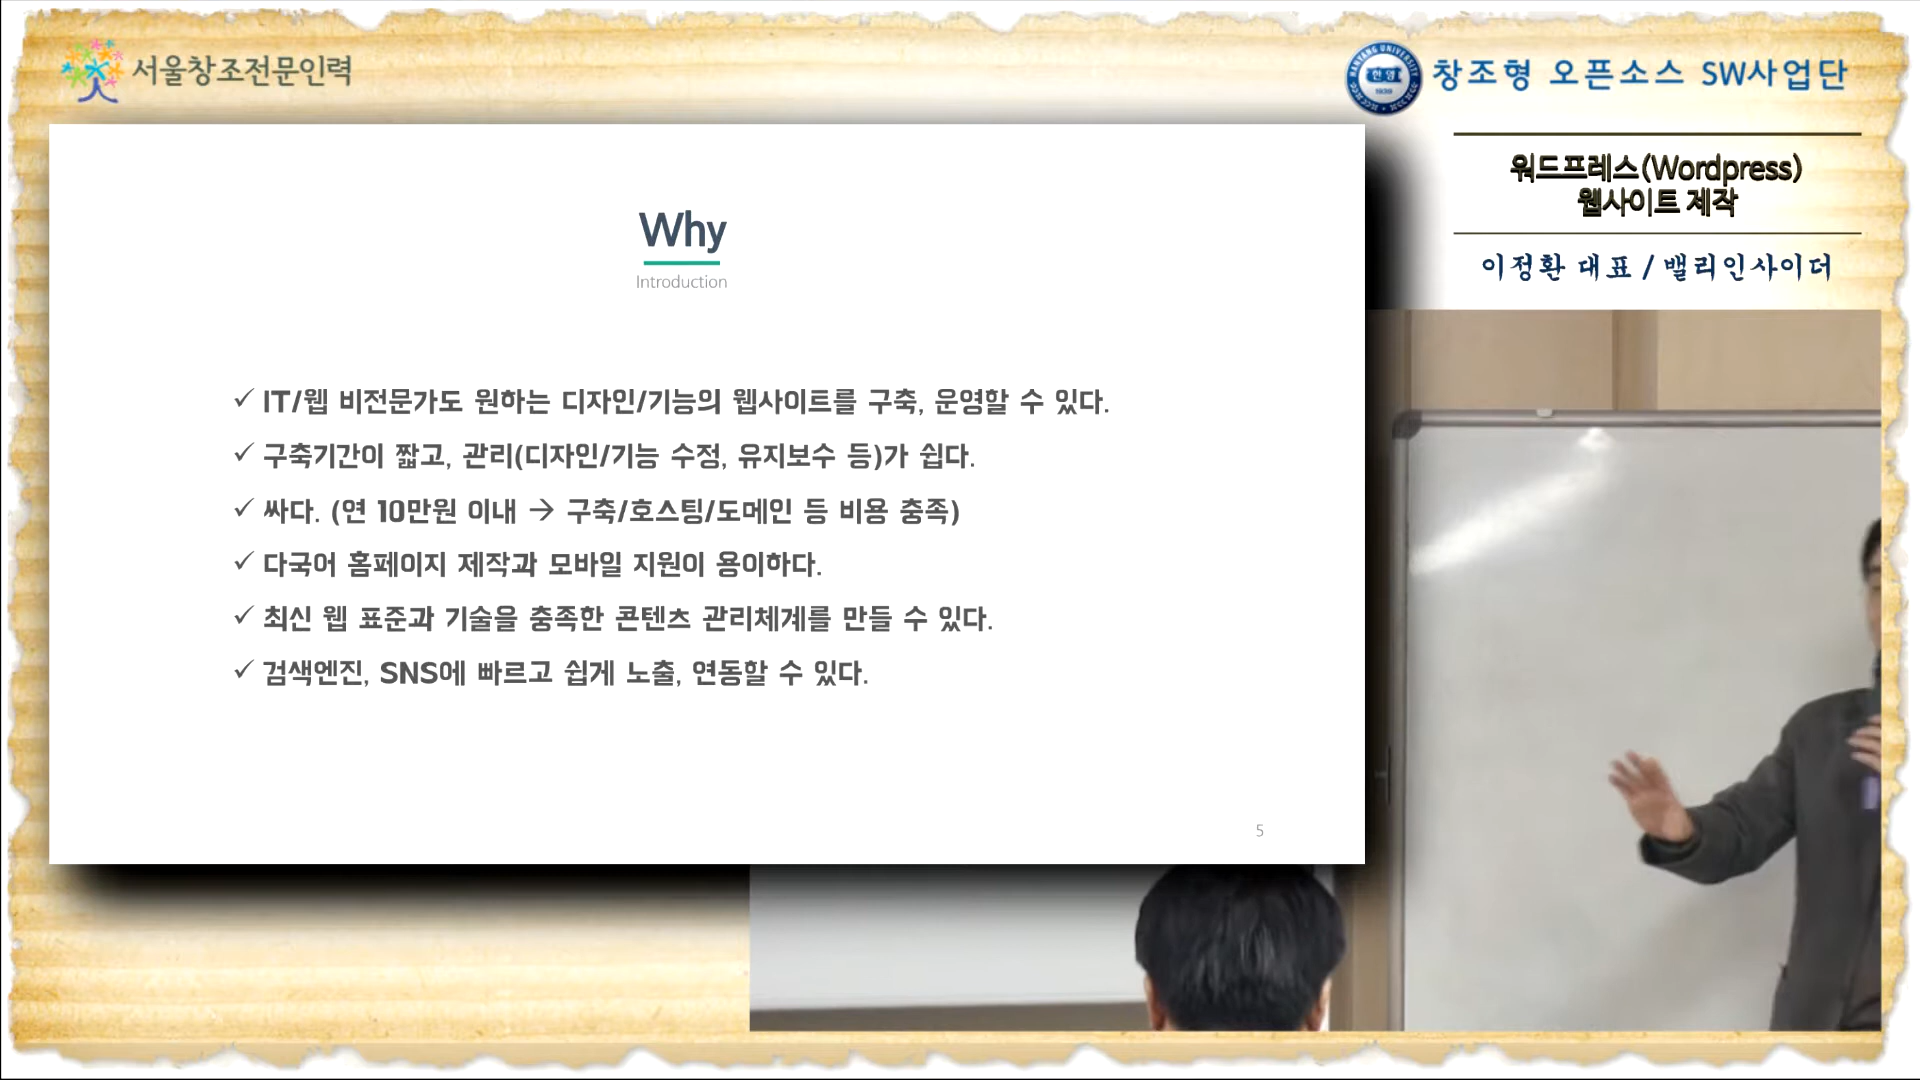 서울창조전문인력
HANYANG UNIVERSITY
한양
1939
창조형 오픈소스 SW사업단
워드프레스(Wordpress)
웹사이트 제작
이정환 대표 / 밸리인사이더
Why
Introduction
✓ IT/웹 비전문가도 원하는 디자인/기능의 웹사이트를 구축, 운영할 수 있다.
✓ 구축기간이 짧고, 관리(디자인/기능 수정, 유지보수 등)가 쉽다.
✓ 싸다. (연 10만원 이내 → 구축/호스팅/도메인 등 비용 충족)
✓ 다국어 홈페이지 제작과 모바일 지원이 용이하다.
✓ 최신 웹 표준과 기술을 충족한 콘텐츠 관리체계를 만들 수 있다.
✓ 검색엔진, SNS에 빠르고 쉽게 노출, 연동할 수 있다.
5